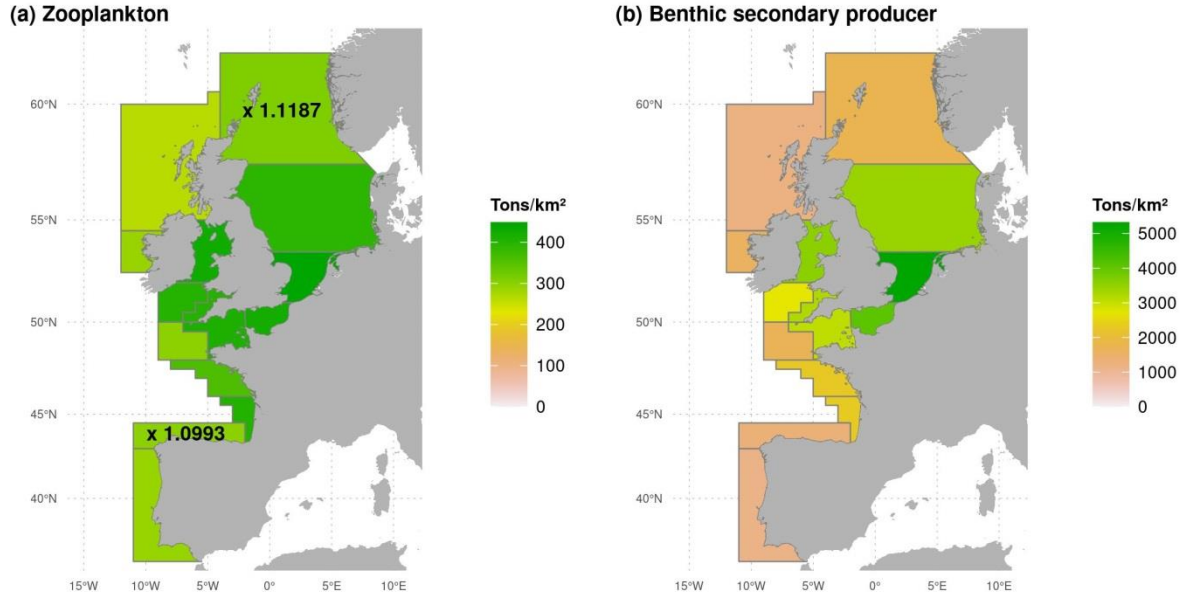 (a) Zooplankton
(b) Benthic secondary producer
60°N
55°N
50°N
45°N
40°N
15°W
10°W
5°W
0°
5°E
10°E
x 1.1187
x 1.0993
Tons/km²
400
300
200
100
0
60°N
55°N
50°N
45°N
40°N
15°W
10°W
5°W
0°
5°E
10°E
Tons/km²
5000
4000
3000
2000
1000
0